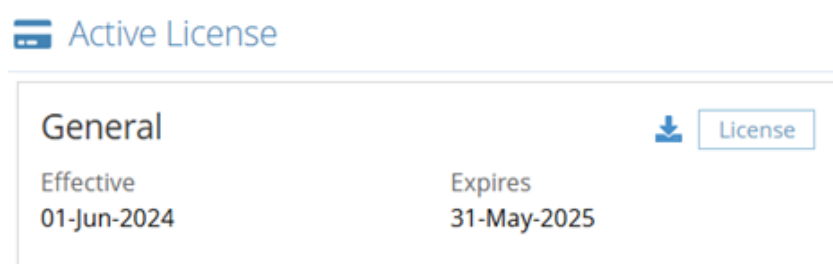 Active License
General
License
Effective
Expires
01-Jun-2024
31-May-2025